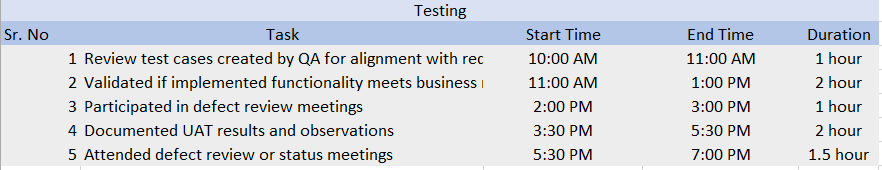 Testing
Sr. No Task Start Time End Time Duration
1 Review test cases created by QA for alignment with rec 10:00 AM 11:00 AM 1 hour
2 Validated if implemented functionality meets business 11:00 AM 1:00 PM 2 hour
3 Participated in defect review meetings 2:00 PM 3:00 PM 1 hour
4 Documented UAT results and observations 3:30 PM 5:30 PM 2 hour
5 Attended defect review or status meetings 5:30 PM 7:00 PM 1.5 hour